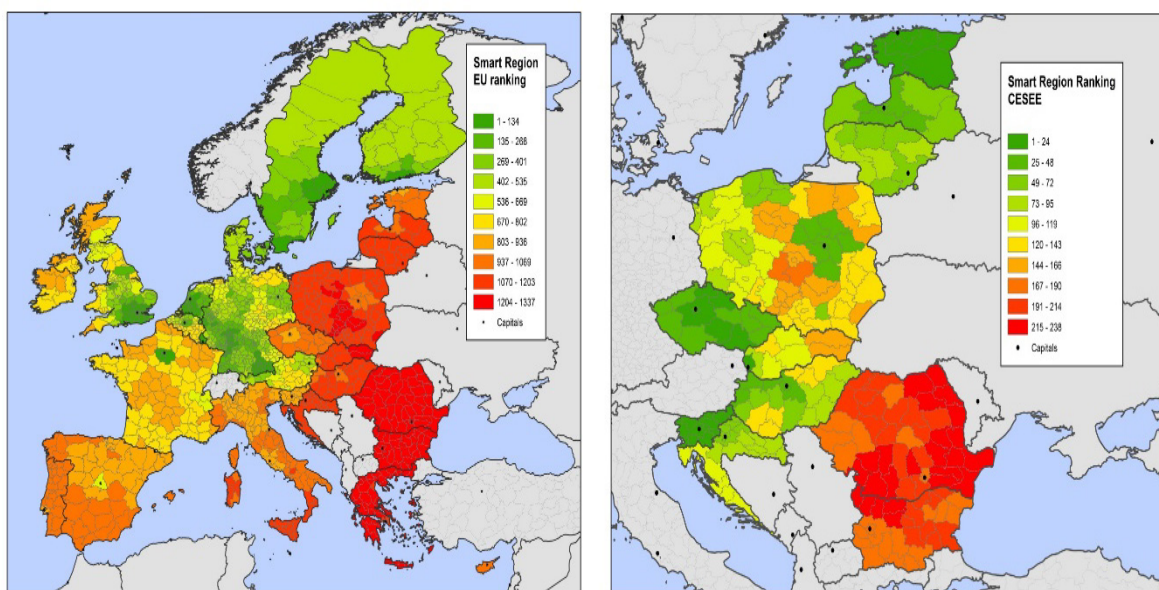 Smart Region
EU ranking
1 - 134
135 - 268
269 - 401
402 - 535
536 - 669
670 - 802
803 - 936
937 - 1069
1070 - 1203
1204 - 1337
Capitals
Smart Region Ranking
CESEE
1 - 24
25 - 48
49 - 72
73 - 95
96 - 119
120 - 143
144 - 166
167 - 190
191 - 214
215 - 238
Capitals